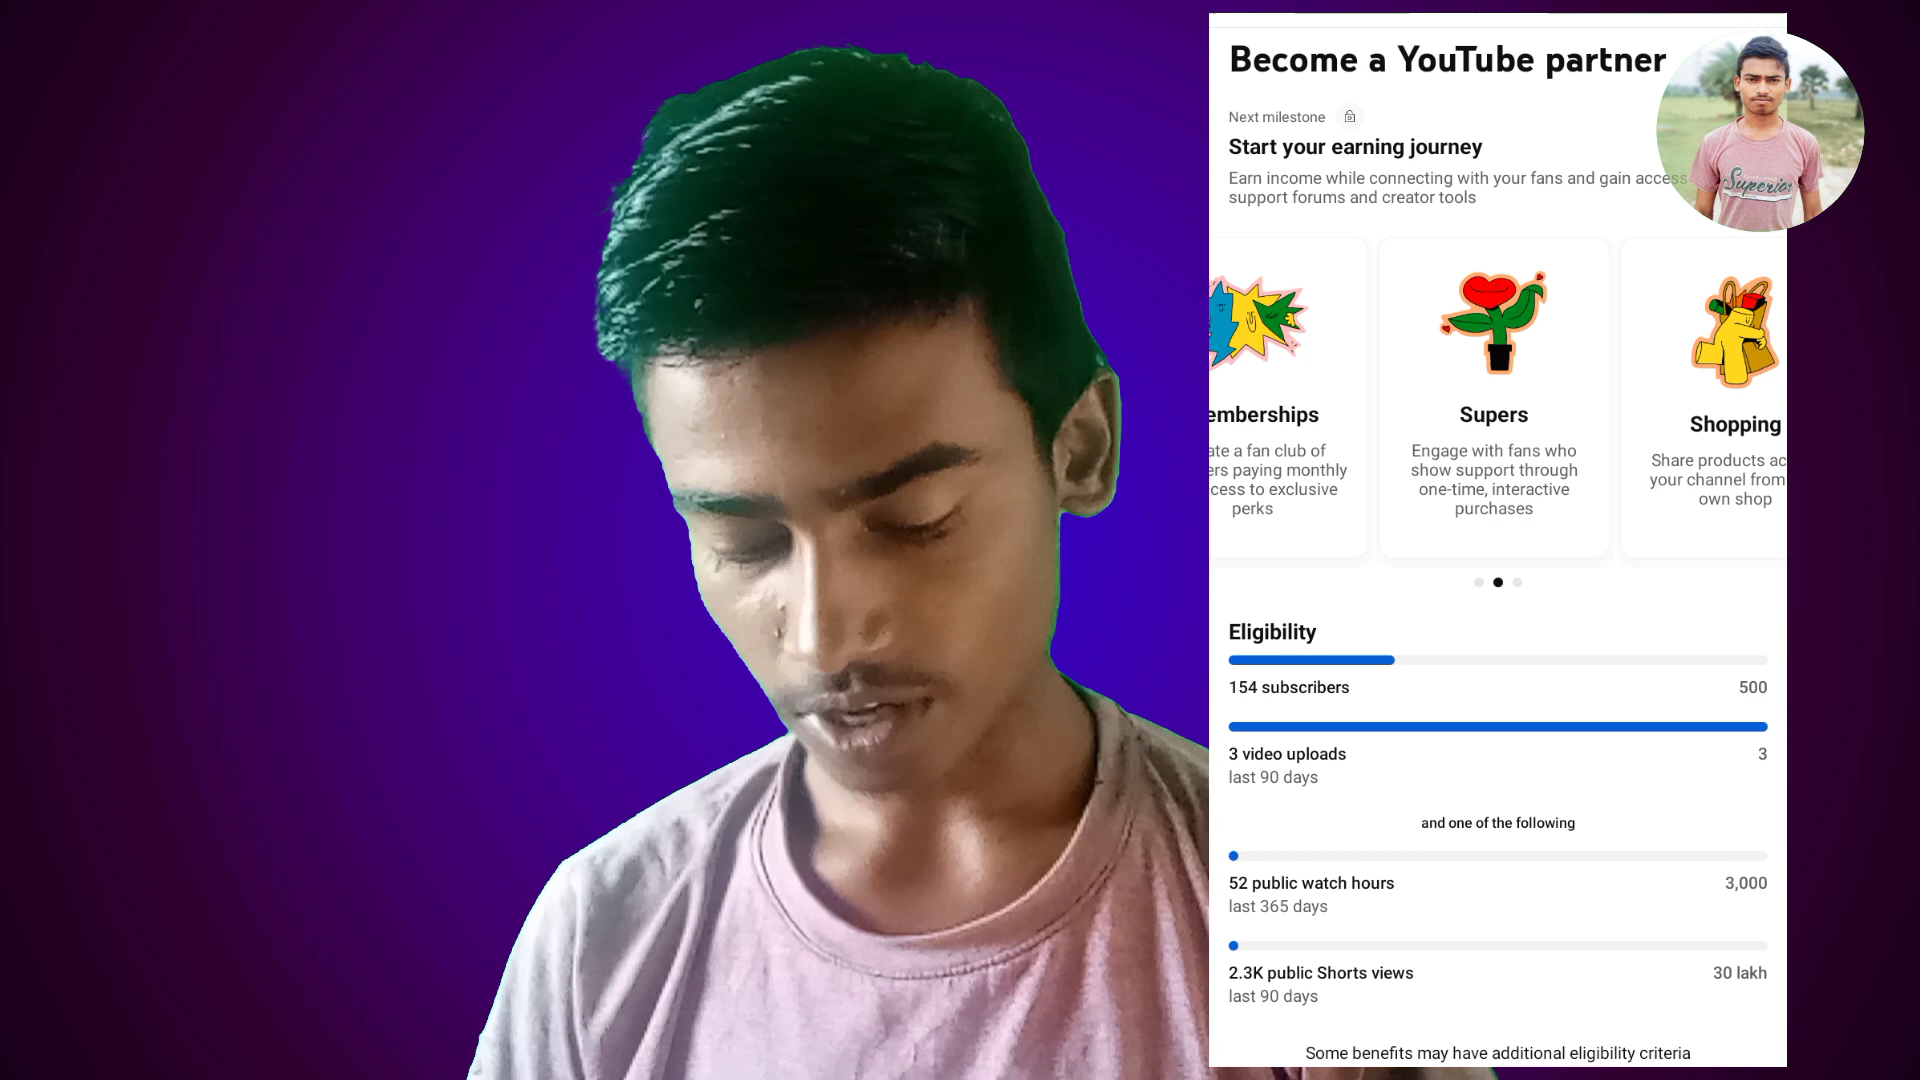 Become a YouTube partner
Next milestone
Start your earning journey
Earn income while connecting with your fans and gain access
support forums and creator tools
emberships
ate a fan club of
ers paying monthly
cess to exclusive
perks
Supers
Engage with fans who
show support through
one-time, interactive
purchases
Shopping
Share products ac
your channel from
own shop
Eligibility
154 subscribers 500
3 video uploads 3
last 90 days
and one of the following
52 public watch hours 3,000
last 365 days
2.3K public Shorts views 30 lakh
last 90 days
Some benefits may have additional eligibility criteria
Superior